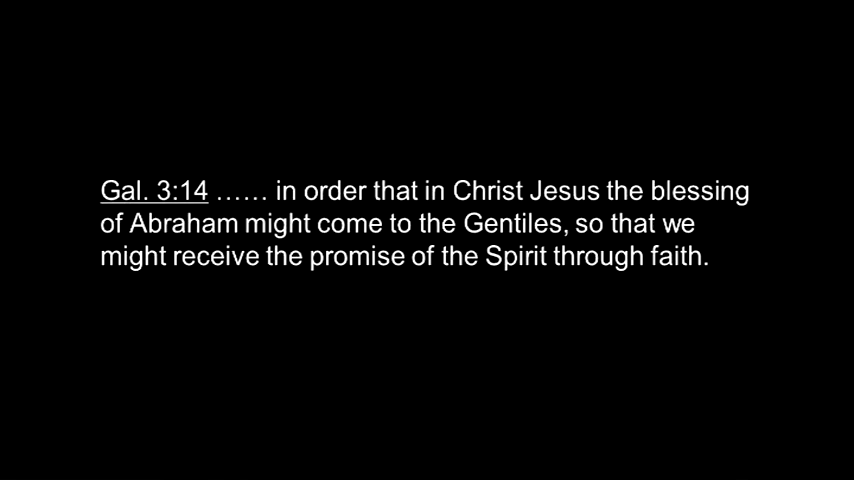 Gal. 3:14 …… in order that in Christ Jesus the blessing
of Abraham might come to the Gentiles, so that we
might receive the promise of the Spirit through faith.